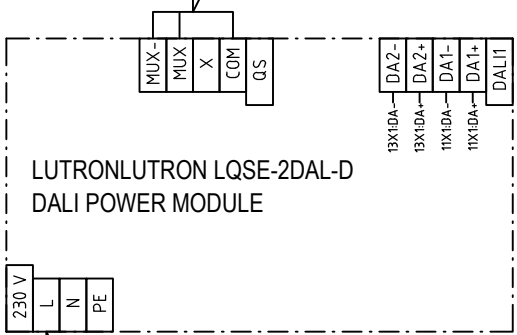 MUX-
MUX
X
COM
QS
DA2-
DA2+
DA1-
DA1+
DALI1
13X1:DA-
13X1:DA+
11X1:DA-
11X1:DA+
LUTRONLUTRON LQSE-2DAL-D
DALI POWER MODULE
230 V
L
N
PE